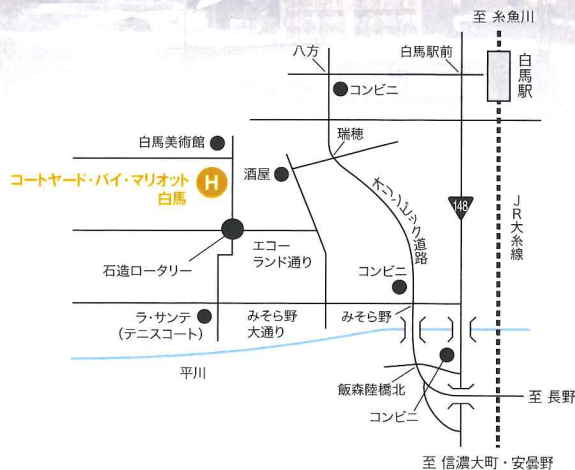 至 糸魚川
八方
白馬駅前
白馬駅
コンビニ
白馬美術館
瑞穂
コートヤード・バイ・マリオット
白馬
H
酒屋
オリンピック道路
148
JR大糸線
石造ロータリー
エコー
ランド通り
コンビニ
ラ・サンテ
(テニスコート)
みそら野
大通り
みそら野
平川
飯森陸橋北
コンビニ
至 長野
至 信濃大町・安曇野